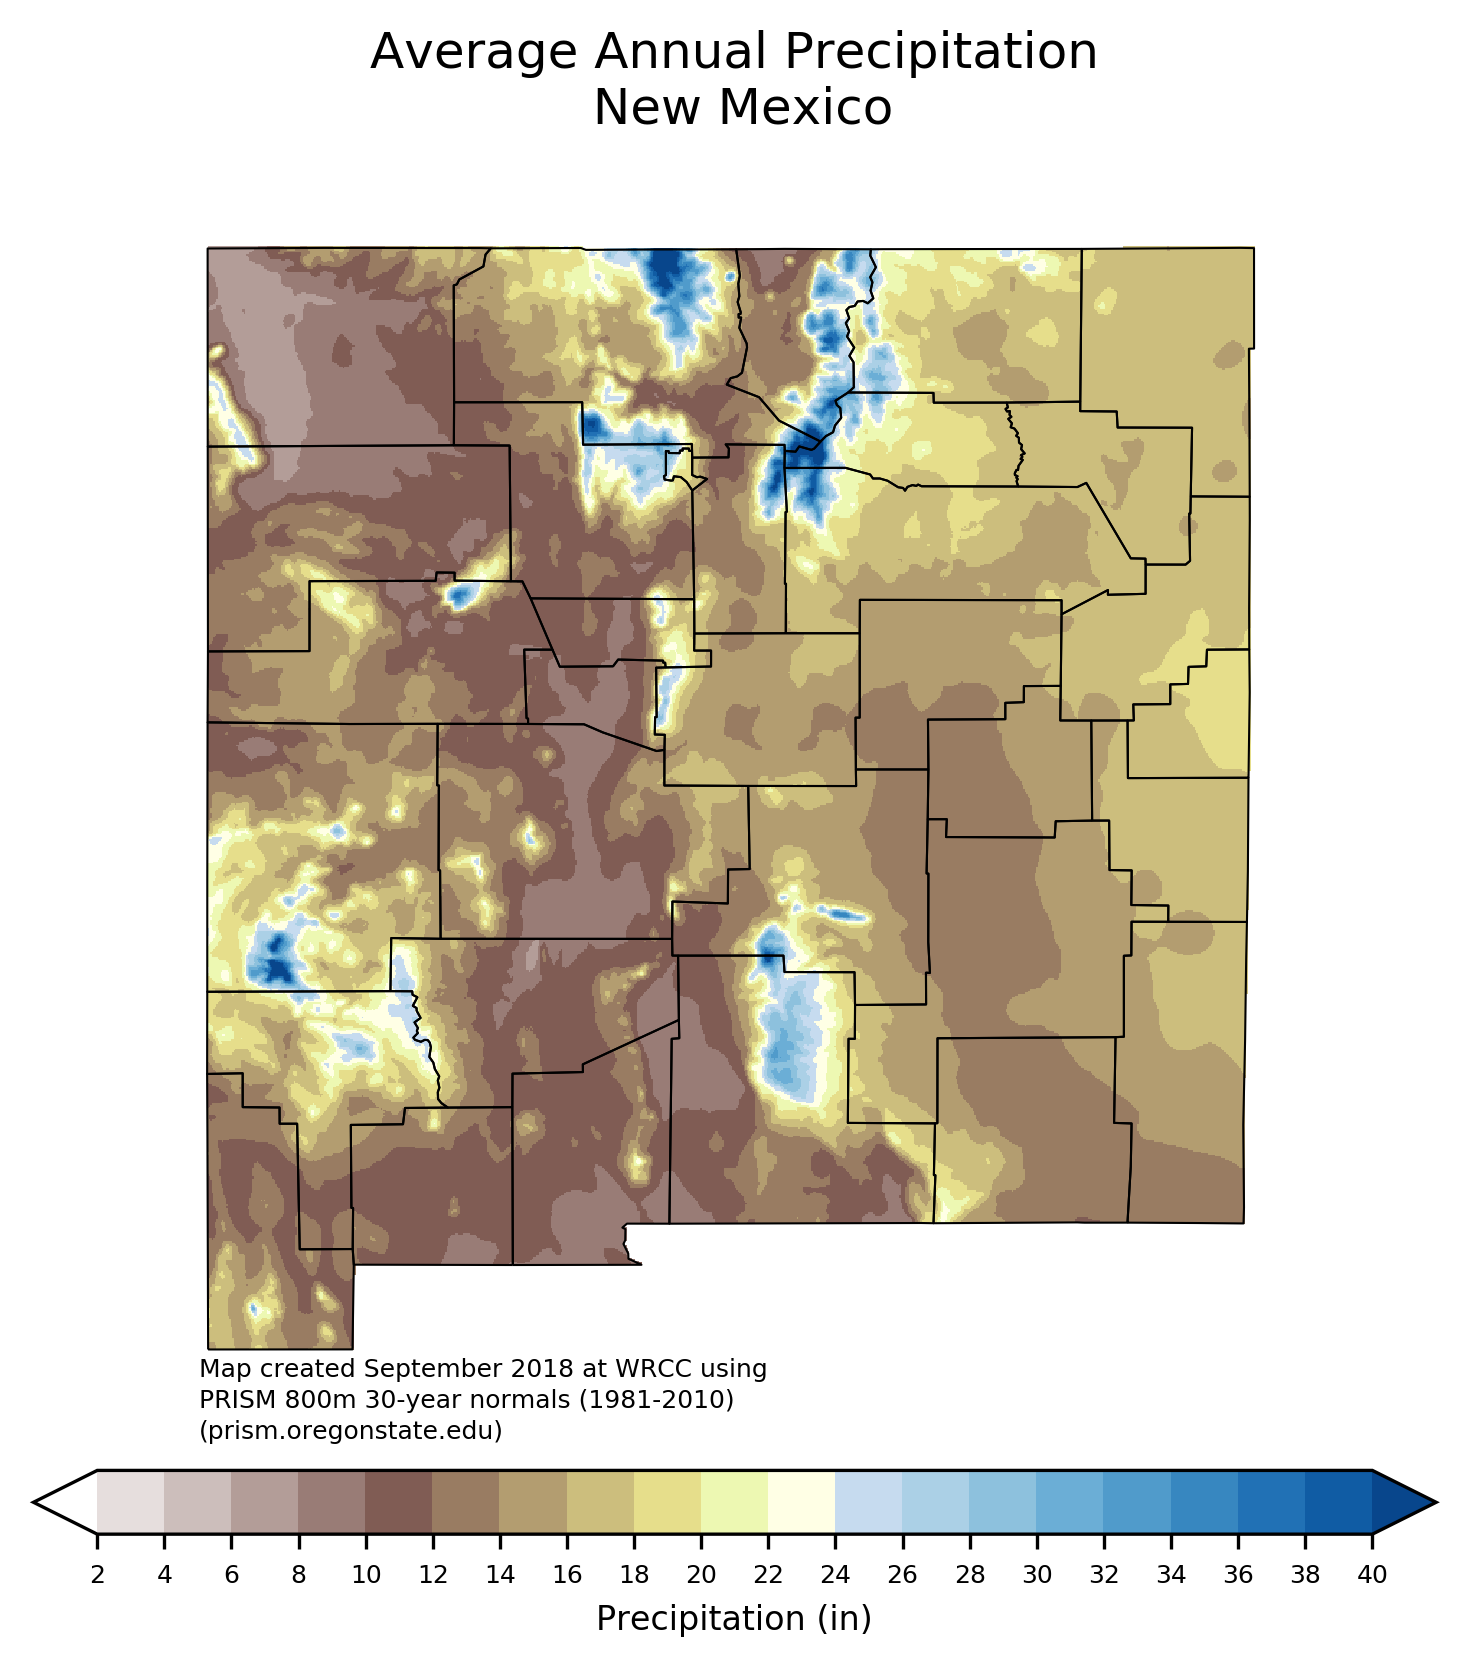 Average Annual Precipitation
New Mexico
Map created September 2018 at WRCC using
PRISM 800m 30-year normals (1981-2010)
(prism.oregonstate.edu)
2 4 6 8 10 12 14 16 18 20 22 24 26 28 30 32 34 36 38 40
Precipitation (in)